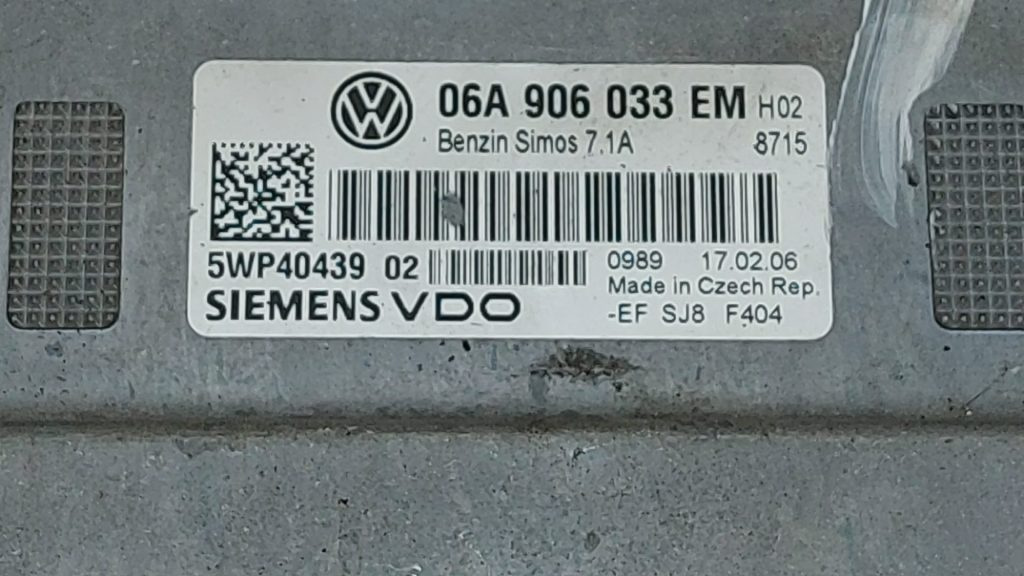 06A 906 033 EM H02
Benzin Simos 7.1A 8715
5WP40439 02
SIEMENS VDO
0989 17.02.06
Made in Czech Rep.
-EF SJ8 F404